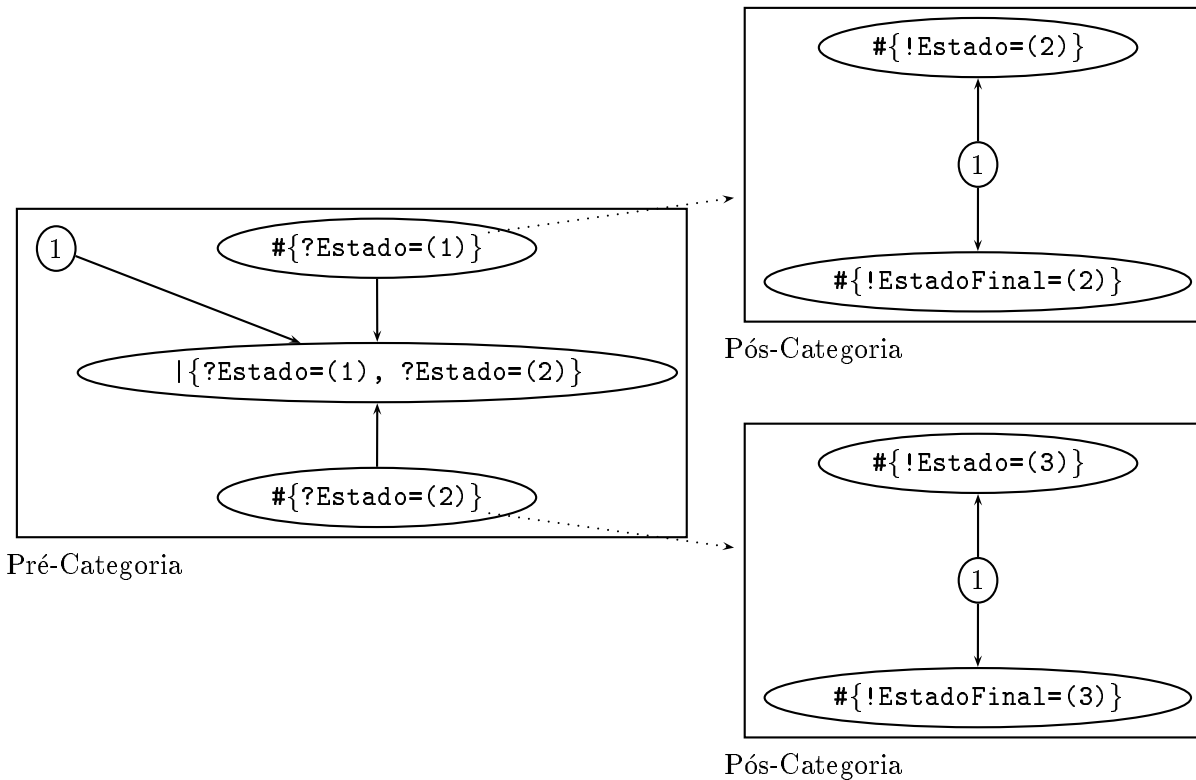 #{!Estado=(2)}
1
#{!EstadoFinal=(2)}
Pós-Categoria
1
#{?Estado=(1)}
|{?Estado=(1), ?Estado=(2)}
#{?Estado=(2)}
Pré-Categoria
#{!Estado=(3)}
1
#{!EstadoFinal=(3)}
Pós-Categoria